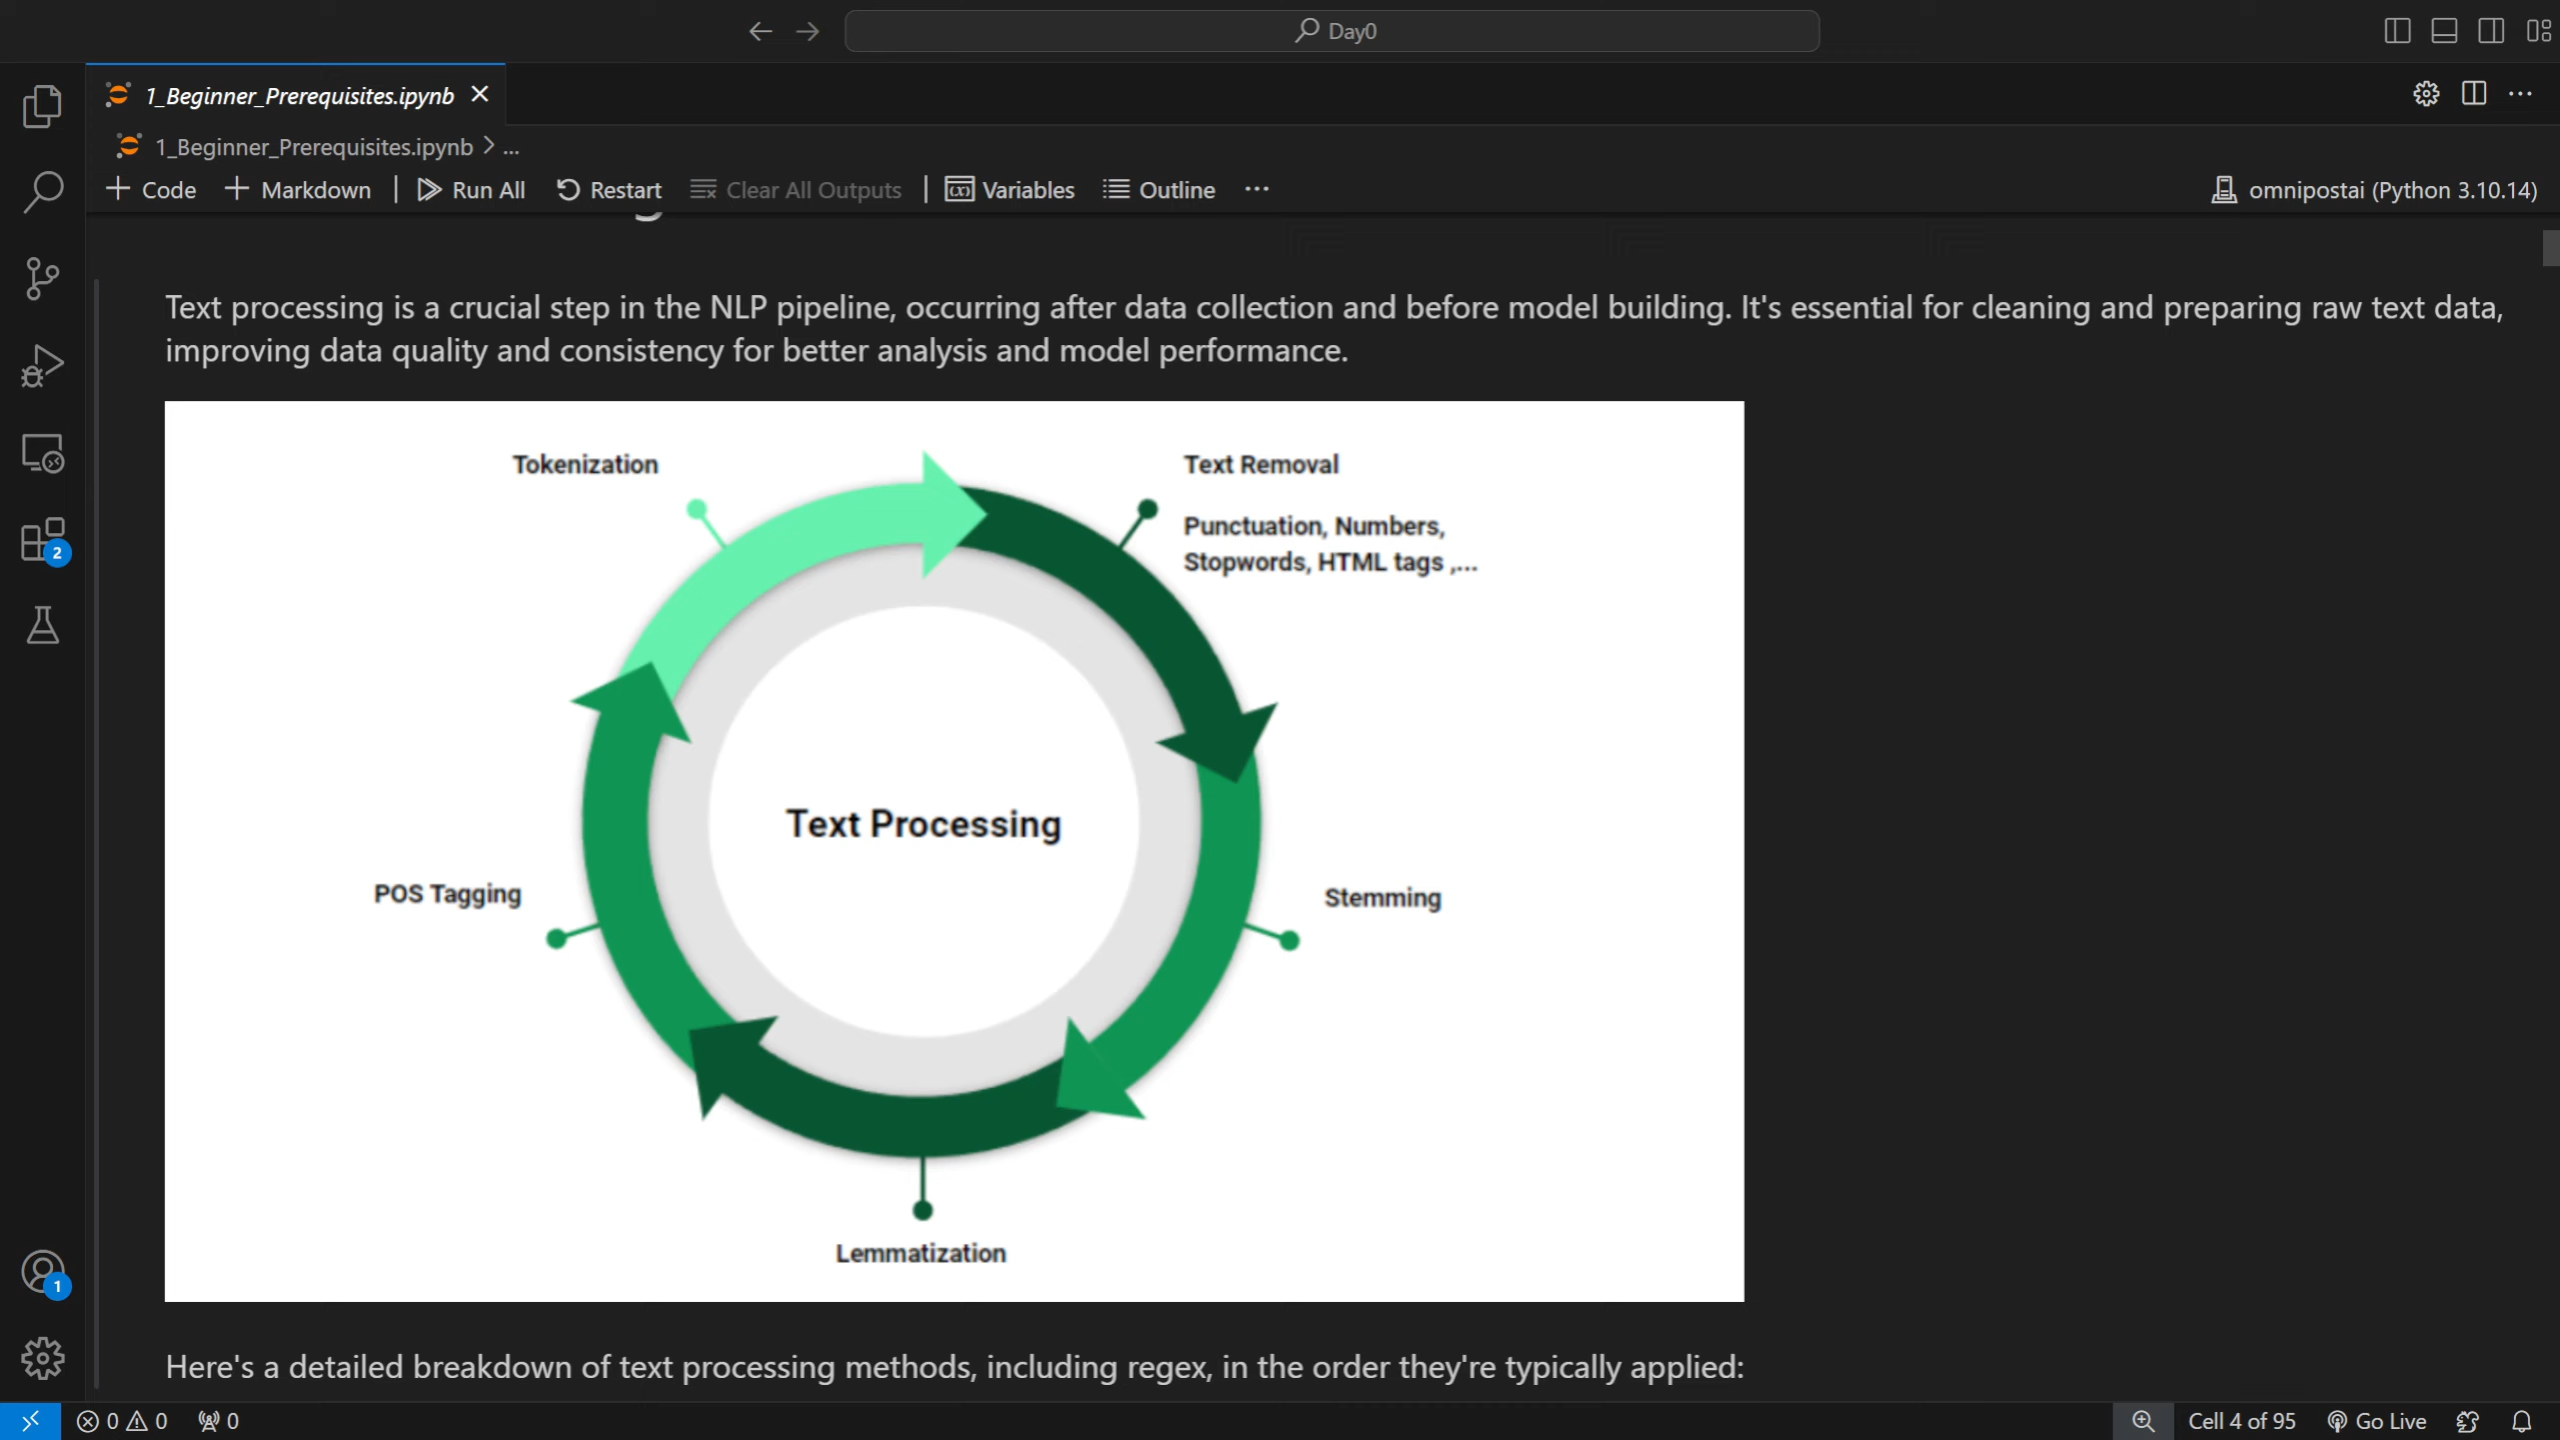 Day0
1_Beginner_Prerequisites.ipynb
1_Beginner_Prerequisites.ipynb > ...
Code Markdown Run All Restart Clear All Outputs Variables Outline ... omnipostai (Python 3.10.14)
Text processing is a crucial step in the NLP pipeline, occurring after data collection and before model building. It's essential for cleaning and preparing raw text data,
improving data quality and consistency for better analysis and model performance.
Tokenization
Text Removal
Punctuation, Numbers,
Stopwords, HTML tags ,...
Text Processing
POS Tagging
Stemming
Lemmatization
2
1
Here's a detailed breakdown of text processing methods, including regex, in the order they're typically applied:
0 0 0 Cell 4 of 95 Go Live